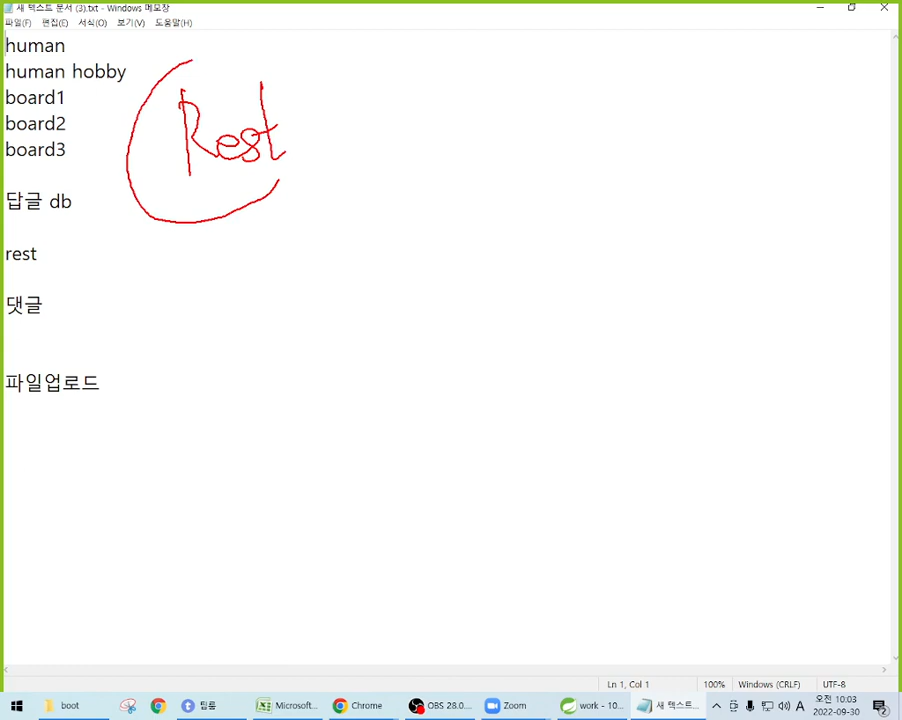 새 텍스트 문서 (3).txt - Windows 메모장
파일(F) 편집(E) 서식(O) 보기(V) 도움말(H)
human
human hobby
board1
board2
board3
Rest
답글 db
rest
댓글
파일업로드
Ln 1, Col 1 100% Windows (CRLF) UTF-8
boot 팀룸 Microsoft... Chrome OBS 28.0... Zoom work - 10... 새 텍스트... A 오전 10:03
2022-09-30 2